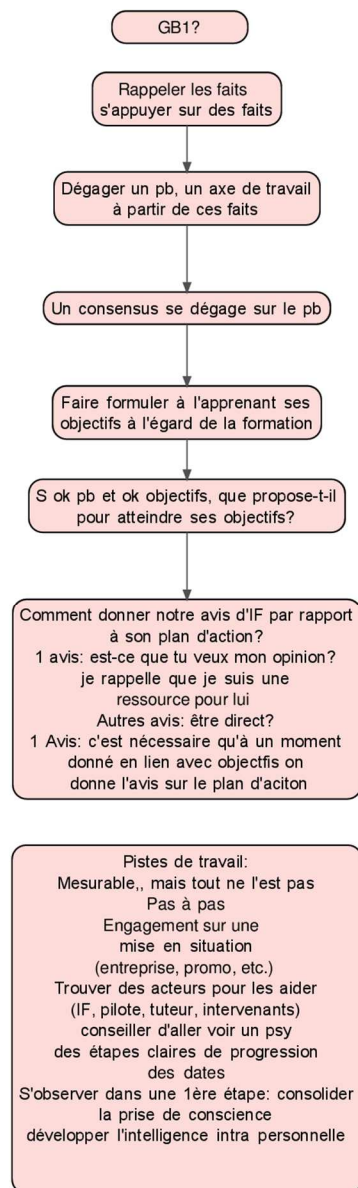 GB1?
Rappeler les faits
s'appuyer sur des faits
Dégager un pb, un axe de travail
à partir de ces faits
Un consensus se dégage sur le pb
Faire formuler à l'apprenant ses
objectifs à l'égard de la formation
S ok pb et ok objectifs, que propose-t-il
pour atteindre ses objectifs?
Comment donner notre avis d'IF par rapport
à son plan d'action?
1 avis: est-ce que tu veux mon opinion?
je rappelle que je suis une
ressource pour lui
Autres avis: être direct?
1 Avis: c'est nécessaire qu'à un moment
donné en lien avec objectfis on
donne l'avis sur le plan d'aciton
Pistes de travail:
Mesurable,, mais tout ne l'est pas
Pas à pas
Engagement sur une
mise en situation
(entreprise, promo, etc.)
Trouver des acteurs pour les aider
(IF, pilote, tuteur, intervenants)
conseiller d'aller voir un psy
des étapes claires de progression
des dates
S'observer dans une 1ère étape: consolider
la prise de conscience
développer l'intelligence intra personnelle